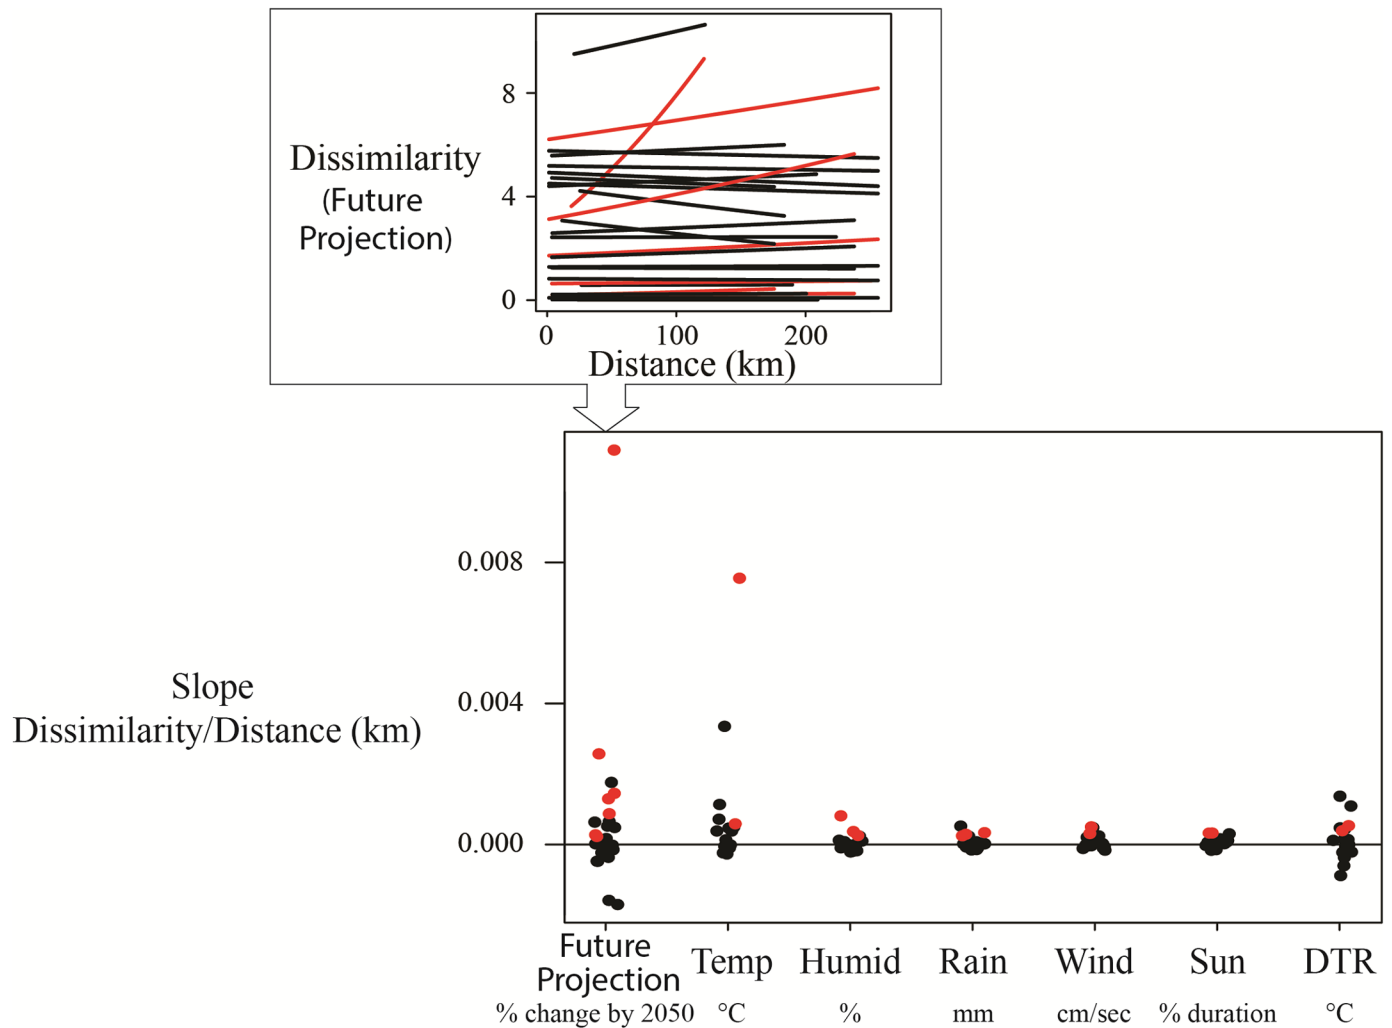 8
4
0
Dissimilarity
(Future
Projection)
0 100 200
Distance (km)
0.008
0.004
0.000
Slope
Dissimilarity/Distance (km)
Future
Projection Temp Humid Rain Wind Sun DTR
% change by 2050 °C % mm cm/sec % duration °C